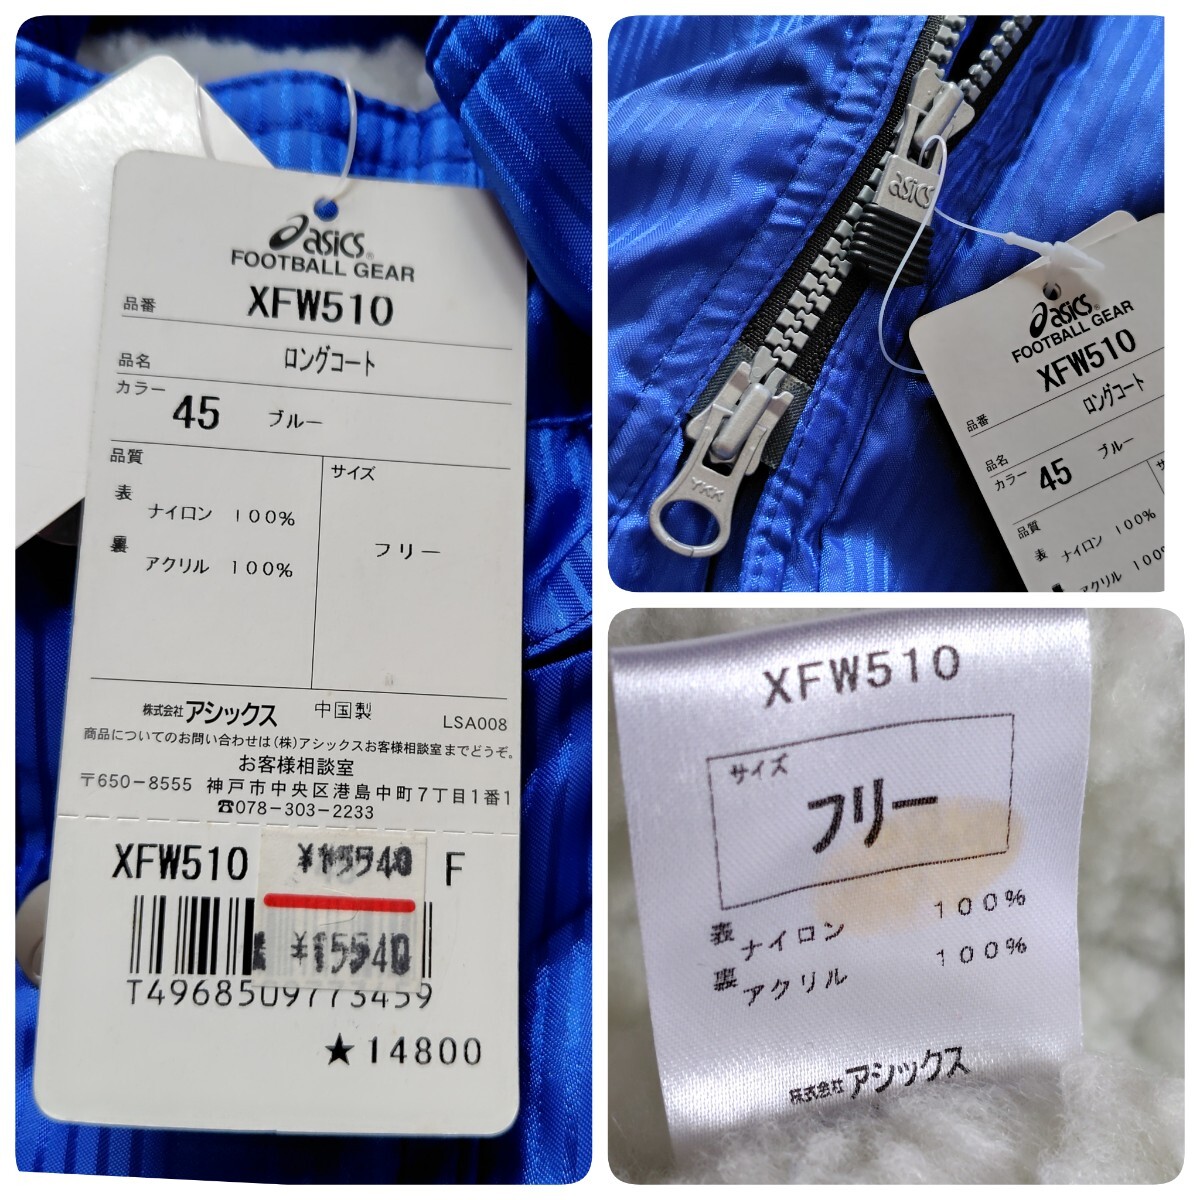 asics®
FOOTBALL GEAR
品番 XFW510
品名 ロングコート
カラー 45 ブルー
品質
サイズ
表 ナイロン 100%
裏 アクリル 100%
フリー
株式会社 アシックス 中国製 LSA008
商品についてのお問い合わせは(株)アシックスお客様相談室までどうぞ。
お客様相談室
〒650-8555 神戸市中央区港島中町7丁目1番1
☎078-303-2233
XFW510 F
¥15540
¥15540
T4968509773459
★14800
asics
YKK
asics®
FOOTBALL GEAR
品番 XFW510
品名 ロングコート
カラー 45 ブルー
品質
表 ナイロン 100%
アクリル 100%
XFW510
サイズ
フリー
表 ナイロン 100%
裏 アクリル 100%
株式会社 アシックス